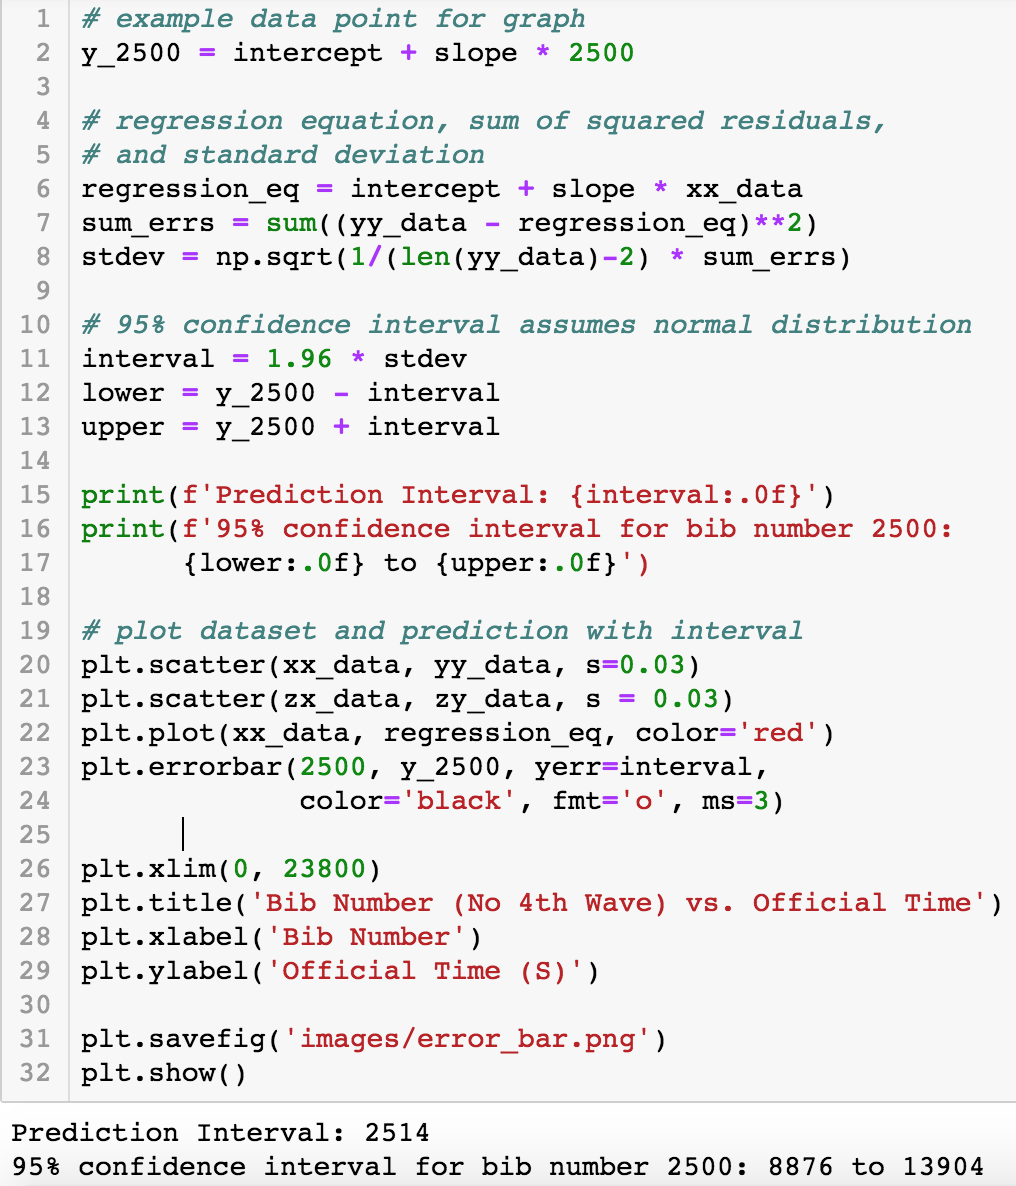 1 # example data point for graph
2 y_2500 = intercept + slope * 2500
3
4 # regression equation, sum of squared residuals,
5 # and standard deviation
6 regression_eq = intercept + slope * xx_data
7 sum_errs = sum((yy_data - regression_eq)**2)
8 stdev = np.sqrt(1/(len(yy_data)-2) * sum_errs)
9
10 # 95% confidence interval assumes normal distribution
11 interval = 1.96 * stdev
12 lower = y_2500 - interval
13 upper = y_2500 + interval
14
15 print(f'Prediction Interval: {interval:.0f}')
16 print(f'95% confidence interval for bib number 2500:
17       {lower:.0f} to {upper:.0f}')
18
19 # plot dataset and prediction with interval
20 plt.scatter(xx_data, yy_data, s=0.03)
21 plt.scatter(zx_data, zy_data, s = 0.03)
22 plt.plot(xx_data, regression_eq, color='red')
23 plt.errorbar(2500, y_2500, yerr=interval,
24              color='black', fmt='o', ms=3)
25
26 plt.xlim(0, 23800)
27 plt.title('Bib Number (No 4th Wave) vs. Official Time')
28 plt.xlabel('Bib Number')
29 plt.ylabel('Official Time (S)')
30
31 plt.savefig('images/error_bar.png')
32 plt.show()
Prediction Interval: 2514
95% confidence interval for bib number 2500: 8876 to 13904